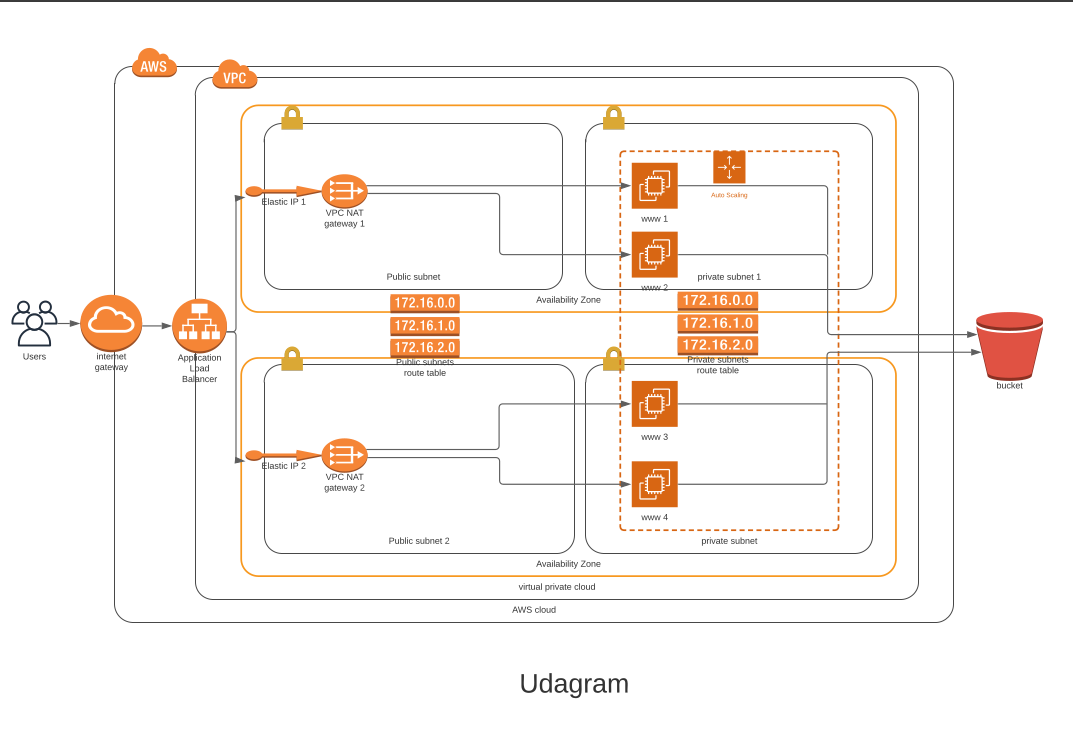 AWS
VPC
Elastic IP 1
VPC NAT
gateway 1
Public subnet
www 1
Auto Scaling
www 2
private subnet 1
Availability Zone
172.16.0.0
172.16.1.0
172.16.2.0
Public subnets
route table
172.16.0.0
172.16.1.0
172.16.2.0
Private subnets
route table
Users
internet
gateway
Application
Load
Balancer
bucket
Elastic IP 2
VPC NAT
gateway 2
Public subnet 2
www 3
www 4
private subnet
Availability Zone
virtual private cloud
AWS cloud
Udagram